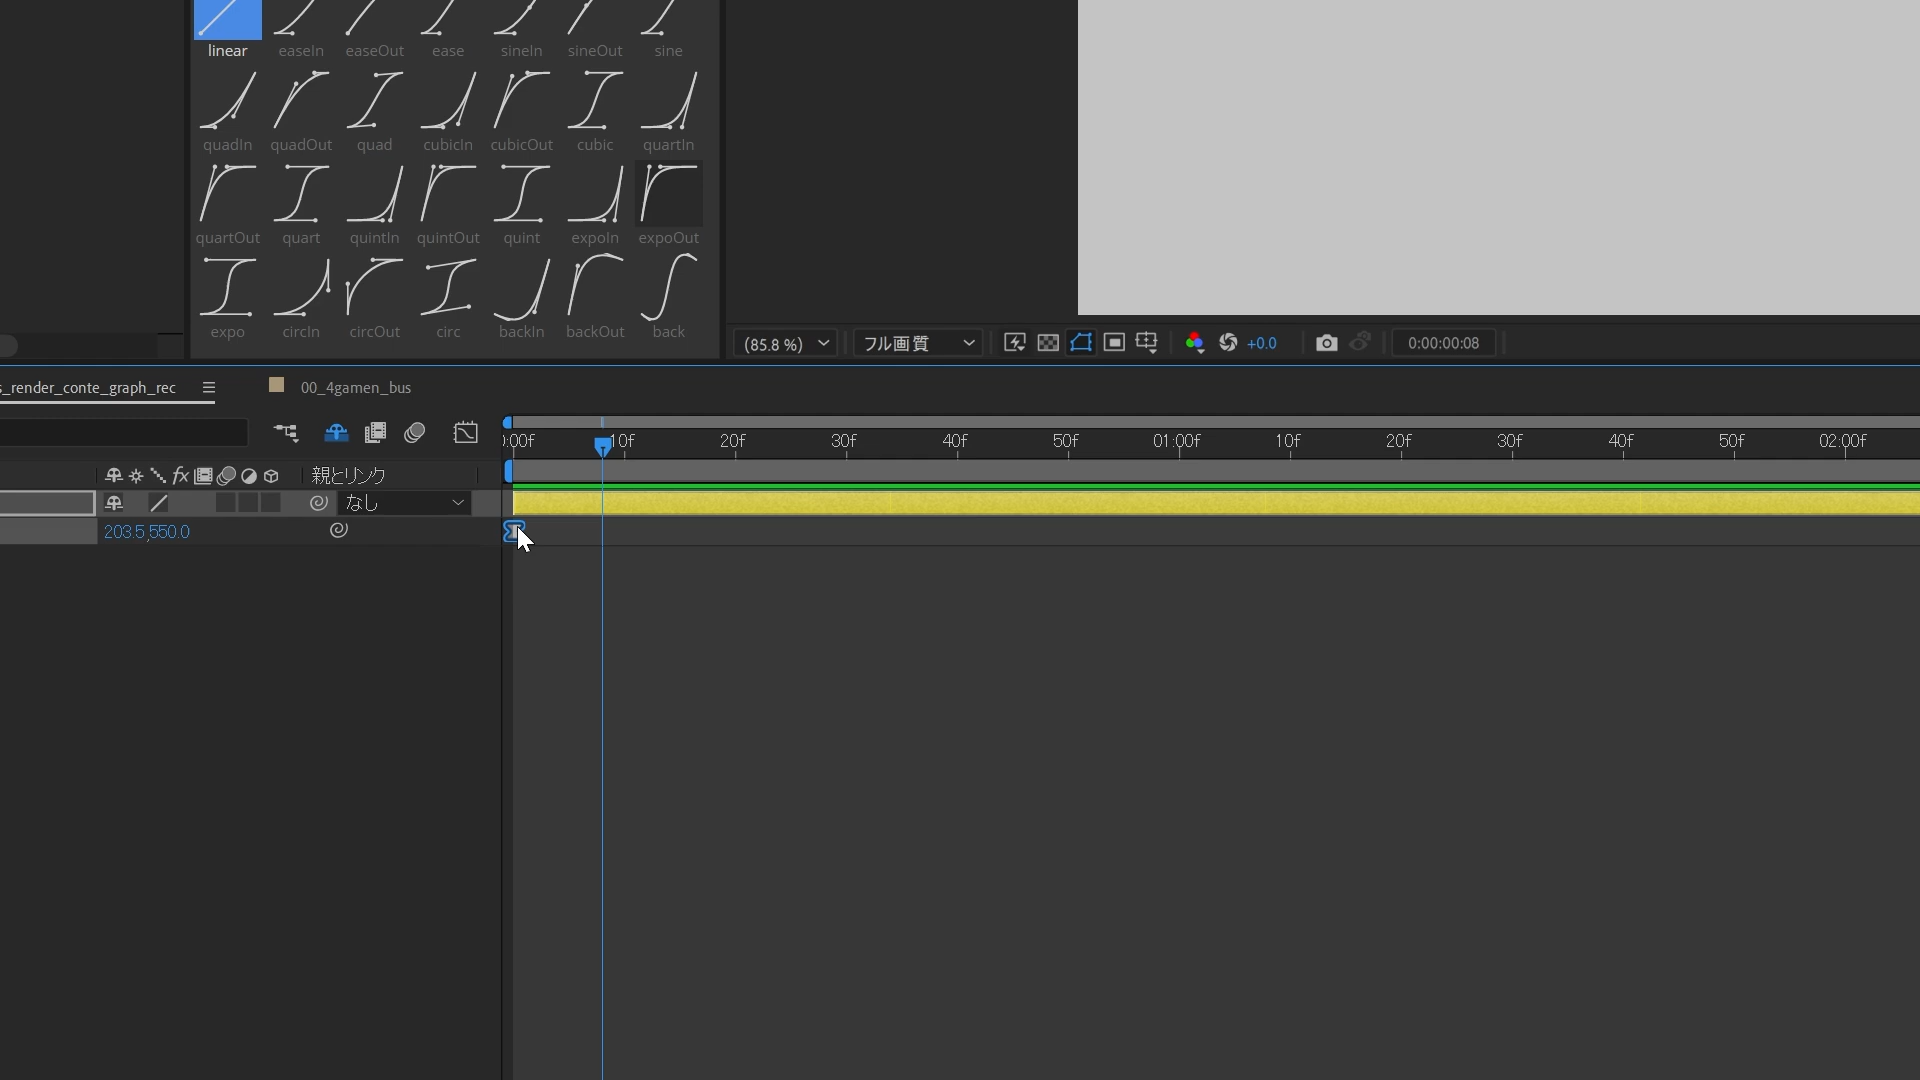 linear easeIn easeOut ease sineIn sineOut sine
quadIn quadOut quad cubicIn cubicOut cubic quartIn
quartOut quart quintIn quintOut quint expoIn expoOut
expo circIn circOut circ backIn backOut back
(85.8 %) フル画質 +0.0 0:00:00:08
s_render_conte_graph_rec 00_4gamen_bus
):00f 10f 20f 30f 40f 50f 01:00f 10f 20f 30f 40f 50f 02:00f
fx 親とリンク
なし
203.5,550.0